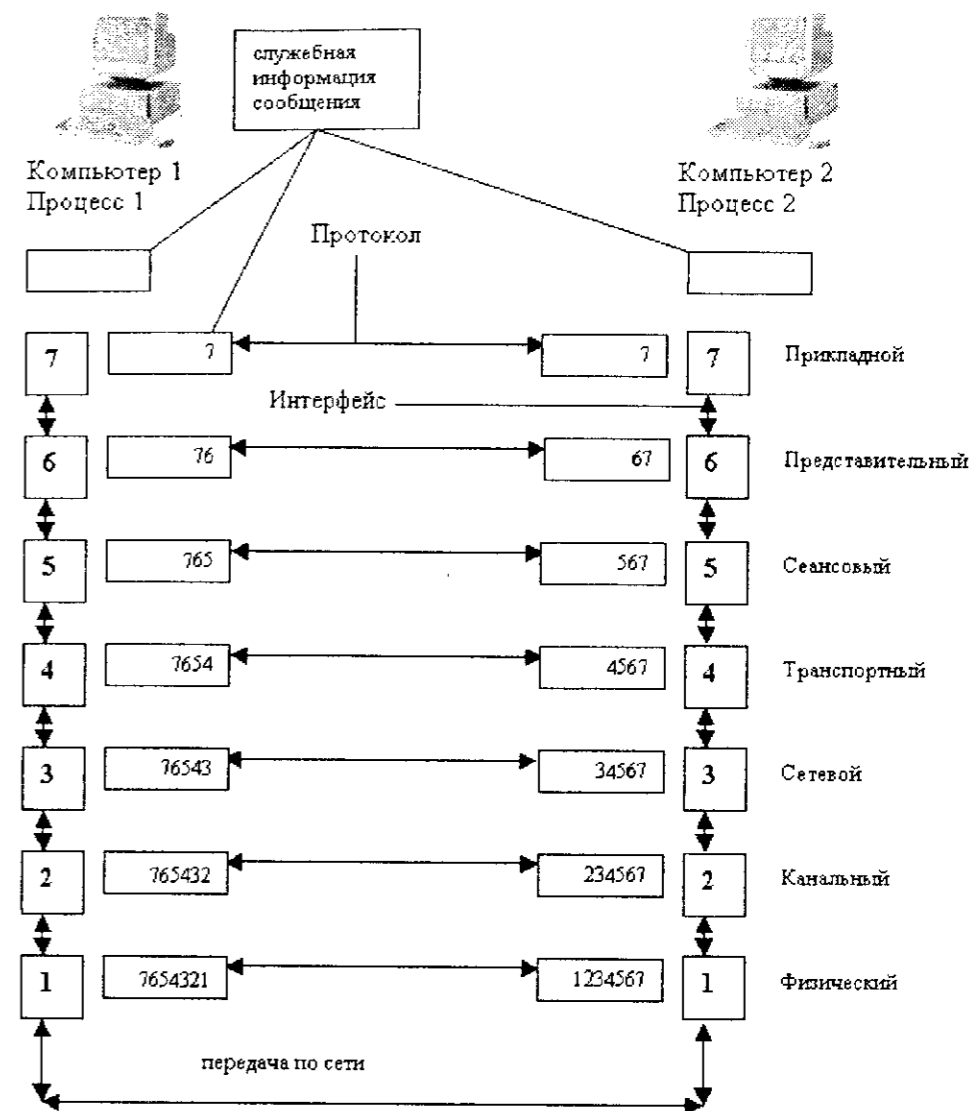 служебная
информация
сообщения
Компьютер 1
Процесс 1
Компьютер 2
Процесс 2
Протокол
7 7 7 7 Прикладной
Интерфейс
6 76 67 6 Представительный
5 765 567 5 Сеансовый
4 7654 4567 4 Транспортный
3 76543 34567 3 Сетевой
2 765432 234567 2 Канальный
1 7654321 1234567 1 Физический
передача по сети